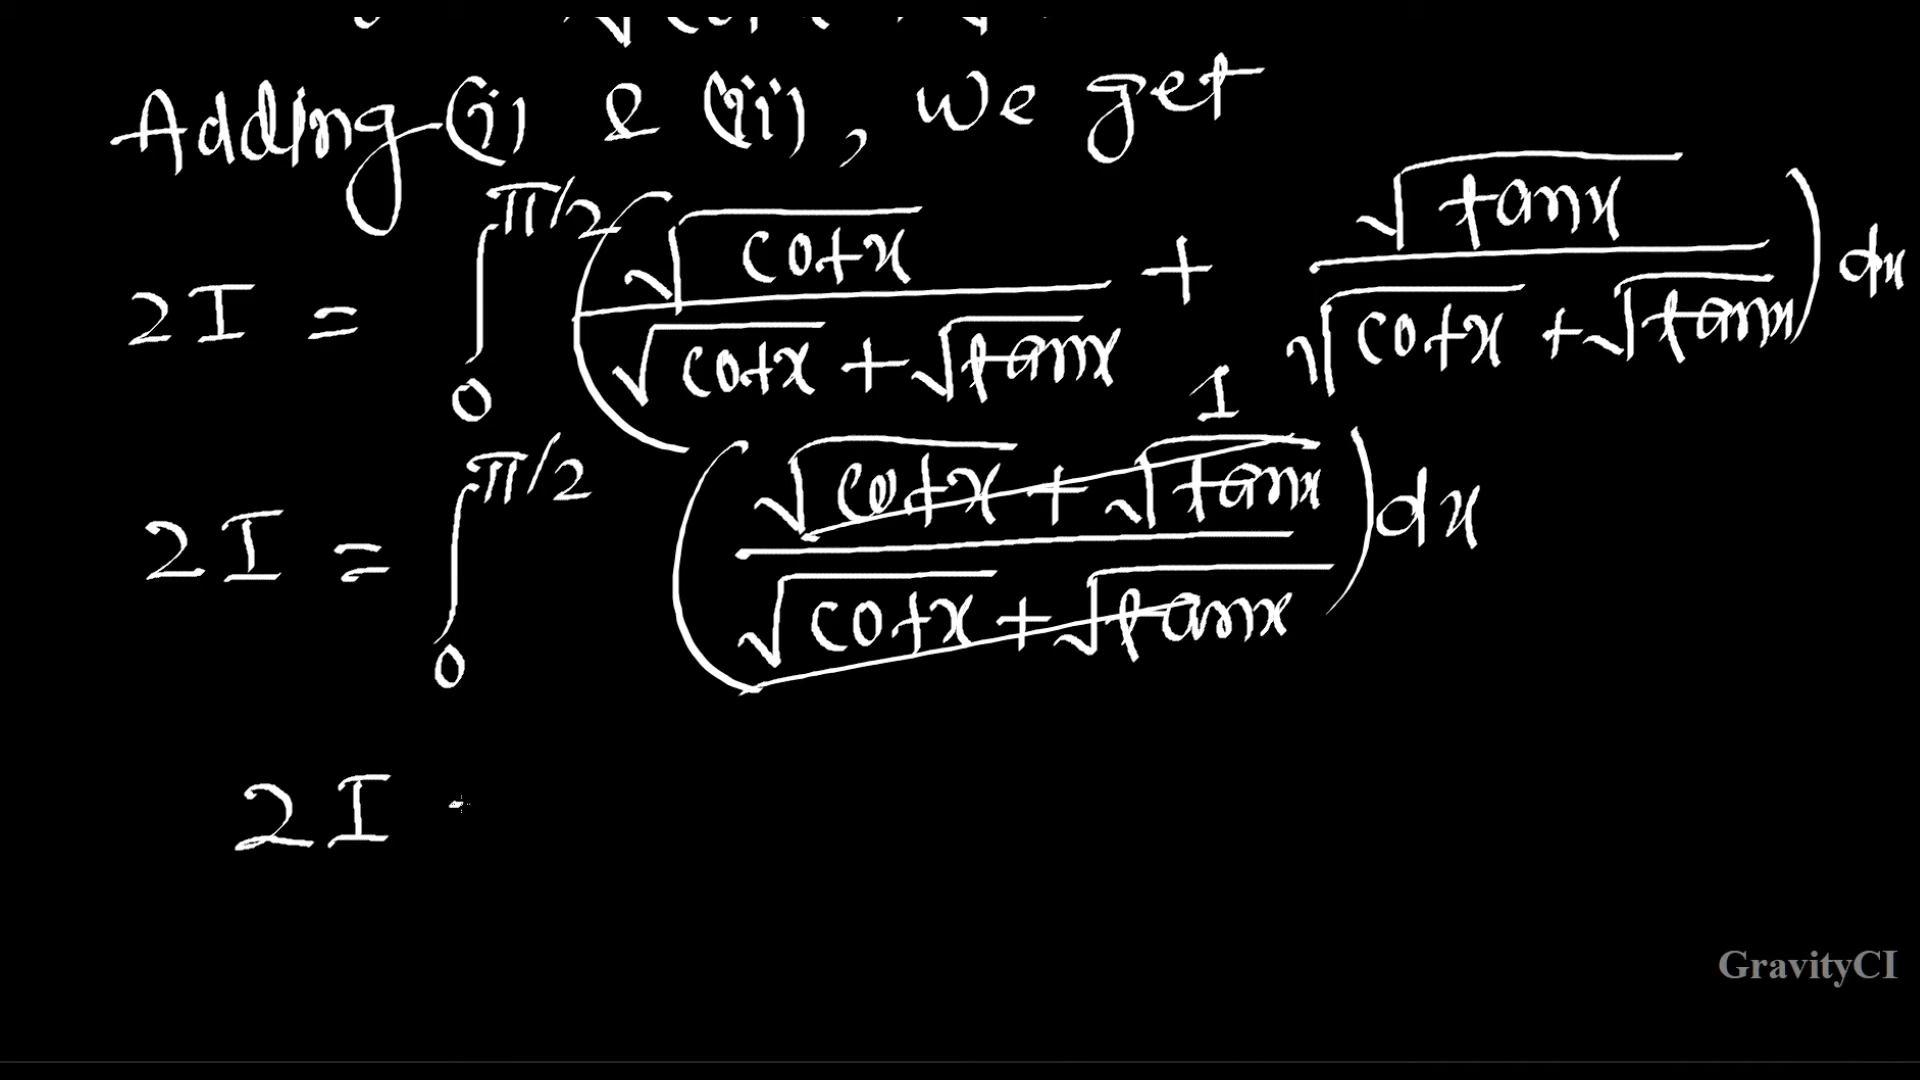 Adding (i) & (ii), we get
2I = ∫₀^{π/2} (√cotx / (√cotx + √tanx) + √tanx / (√cotx + √tanx)) dx
1
2I = ∫₀^{π/2} ((√cotx + √tanx) / (√cotx + √tanx)) dx
2I
GravityCI